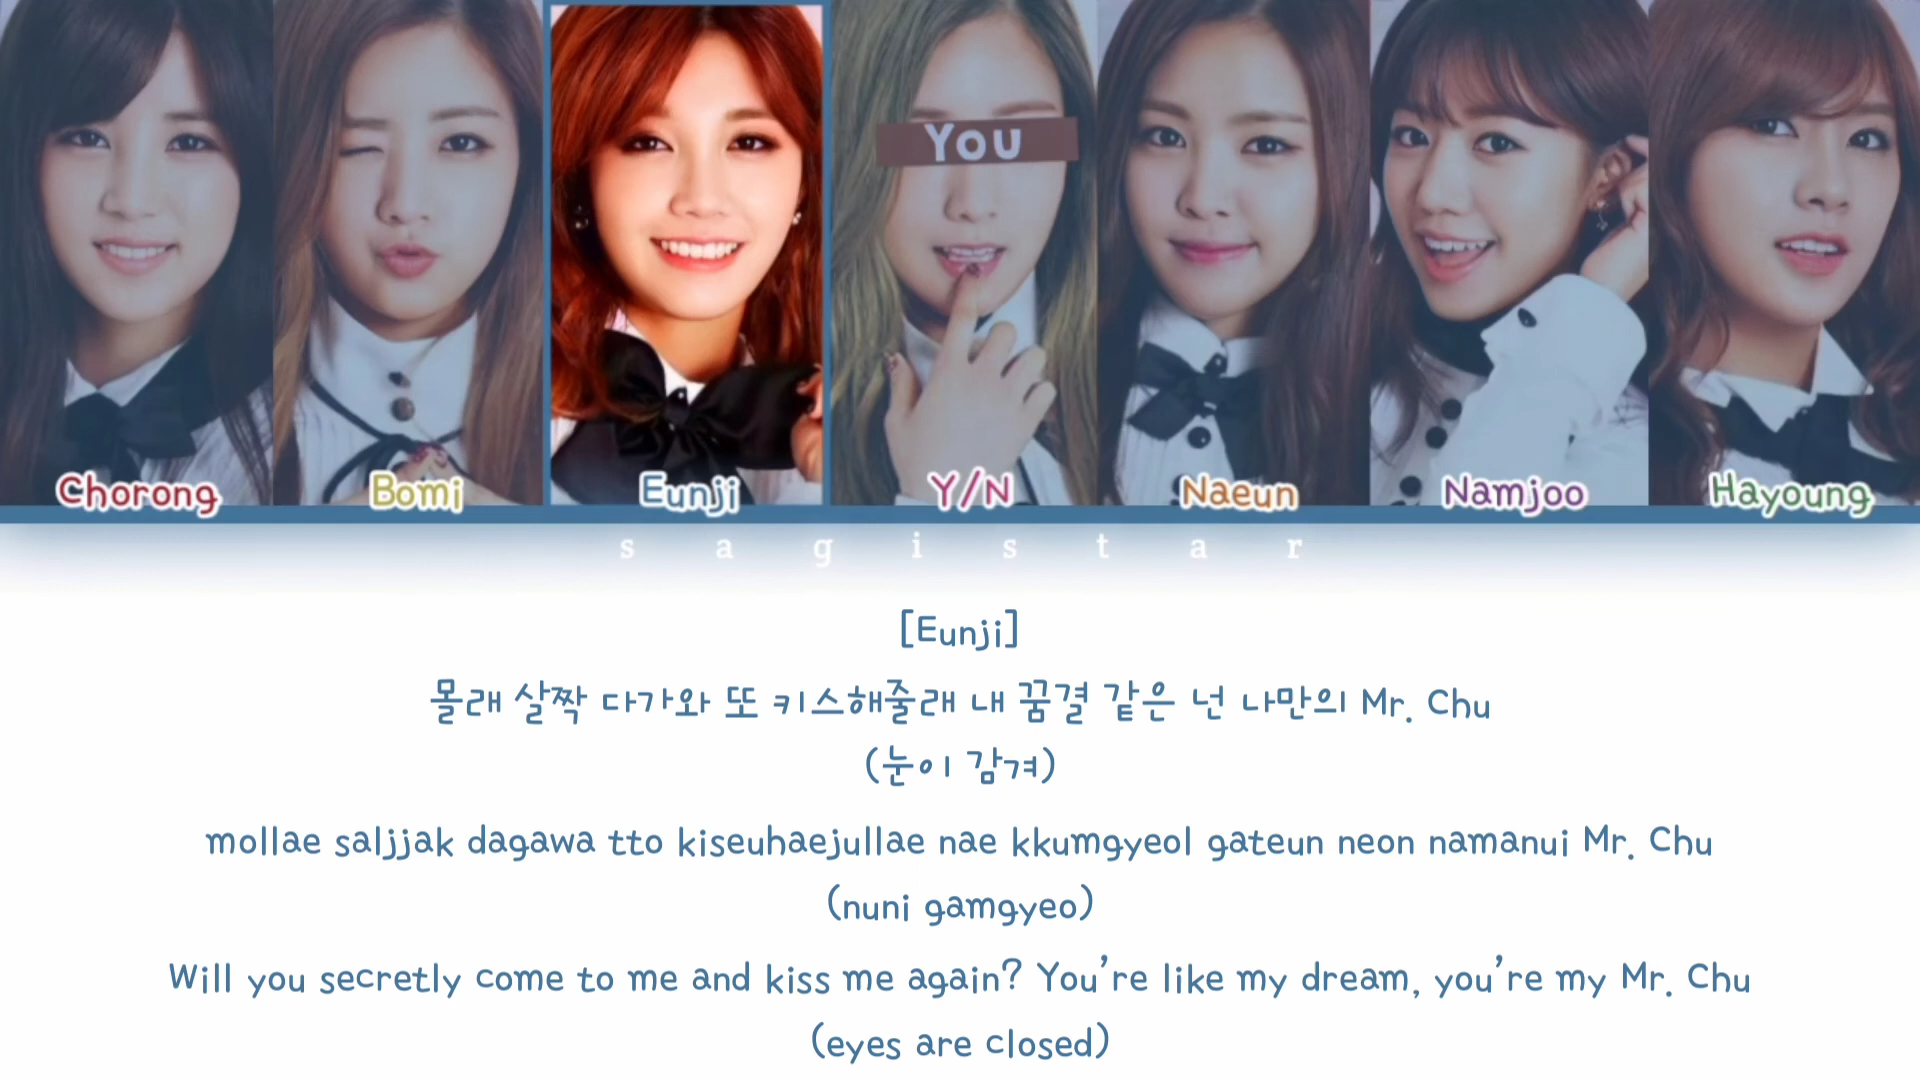 You
Chorong Bomi Eunji Y/N Naeun Namjoo Hayoung
s a g i s t a r
[Eunji]
몰래 살짝 다가와 또 키스해줄래 내 꿈결 같은 넌 나만의 Mr. Chu
(눈이 감겨)
mollae saljjak dagawa tto kiseuhaejullae nae kkumgyeol gateun neon namanui Mr. Chu
(nuni gamgyeo)
Will you secretly come to me and kiss me again? You’re like my dream, you’re my Mr. Chu
(eyes are closed)